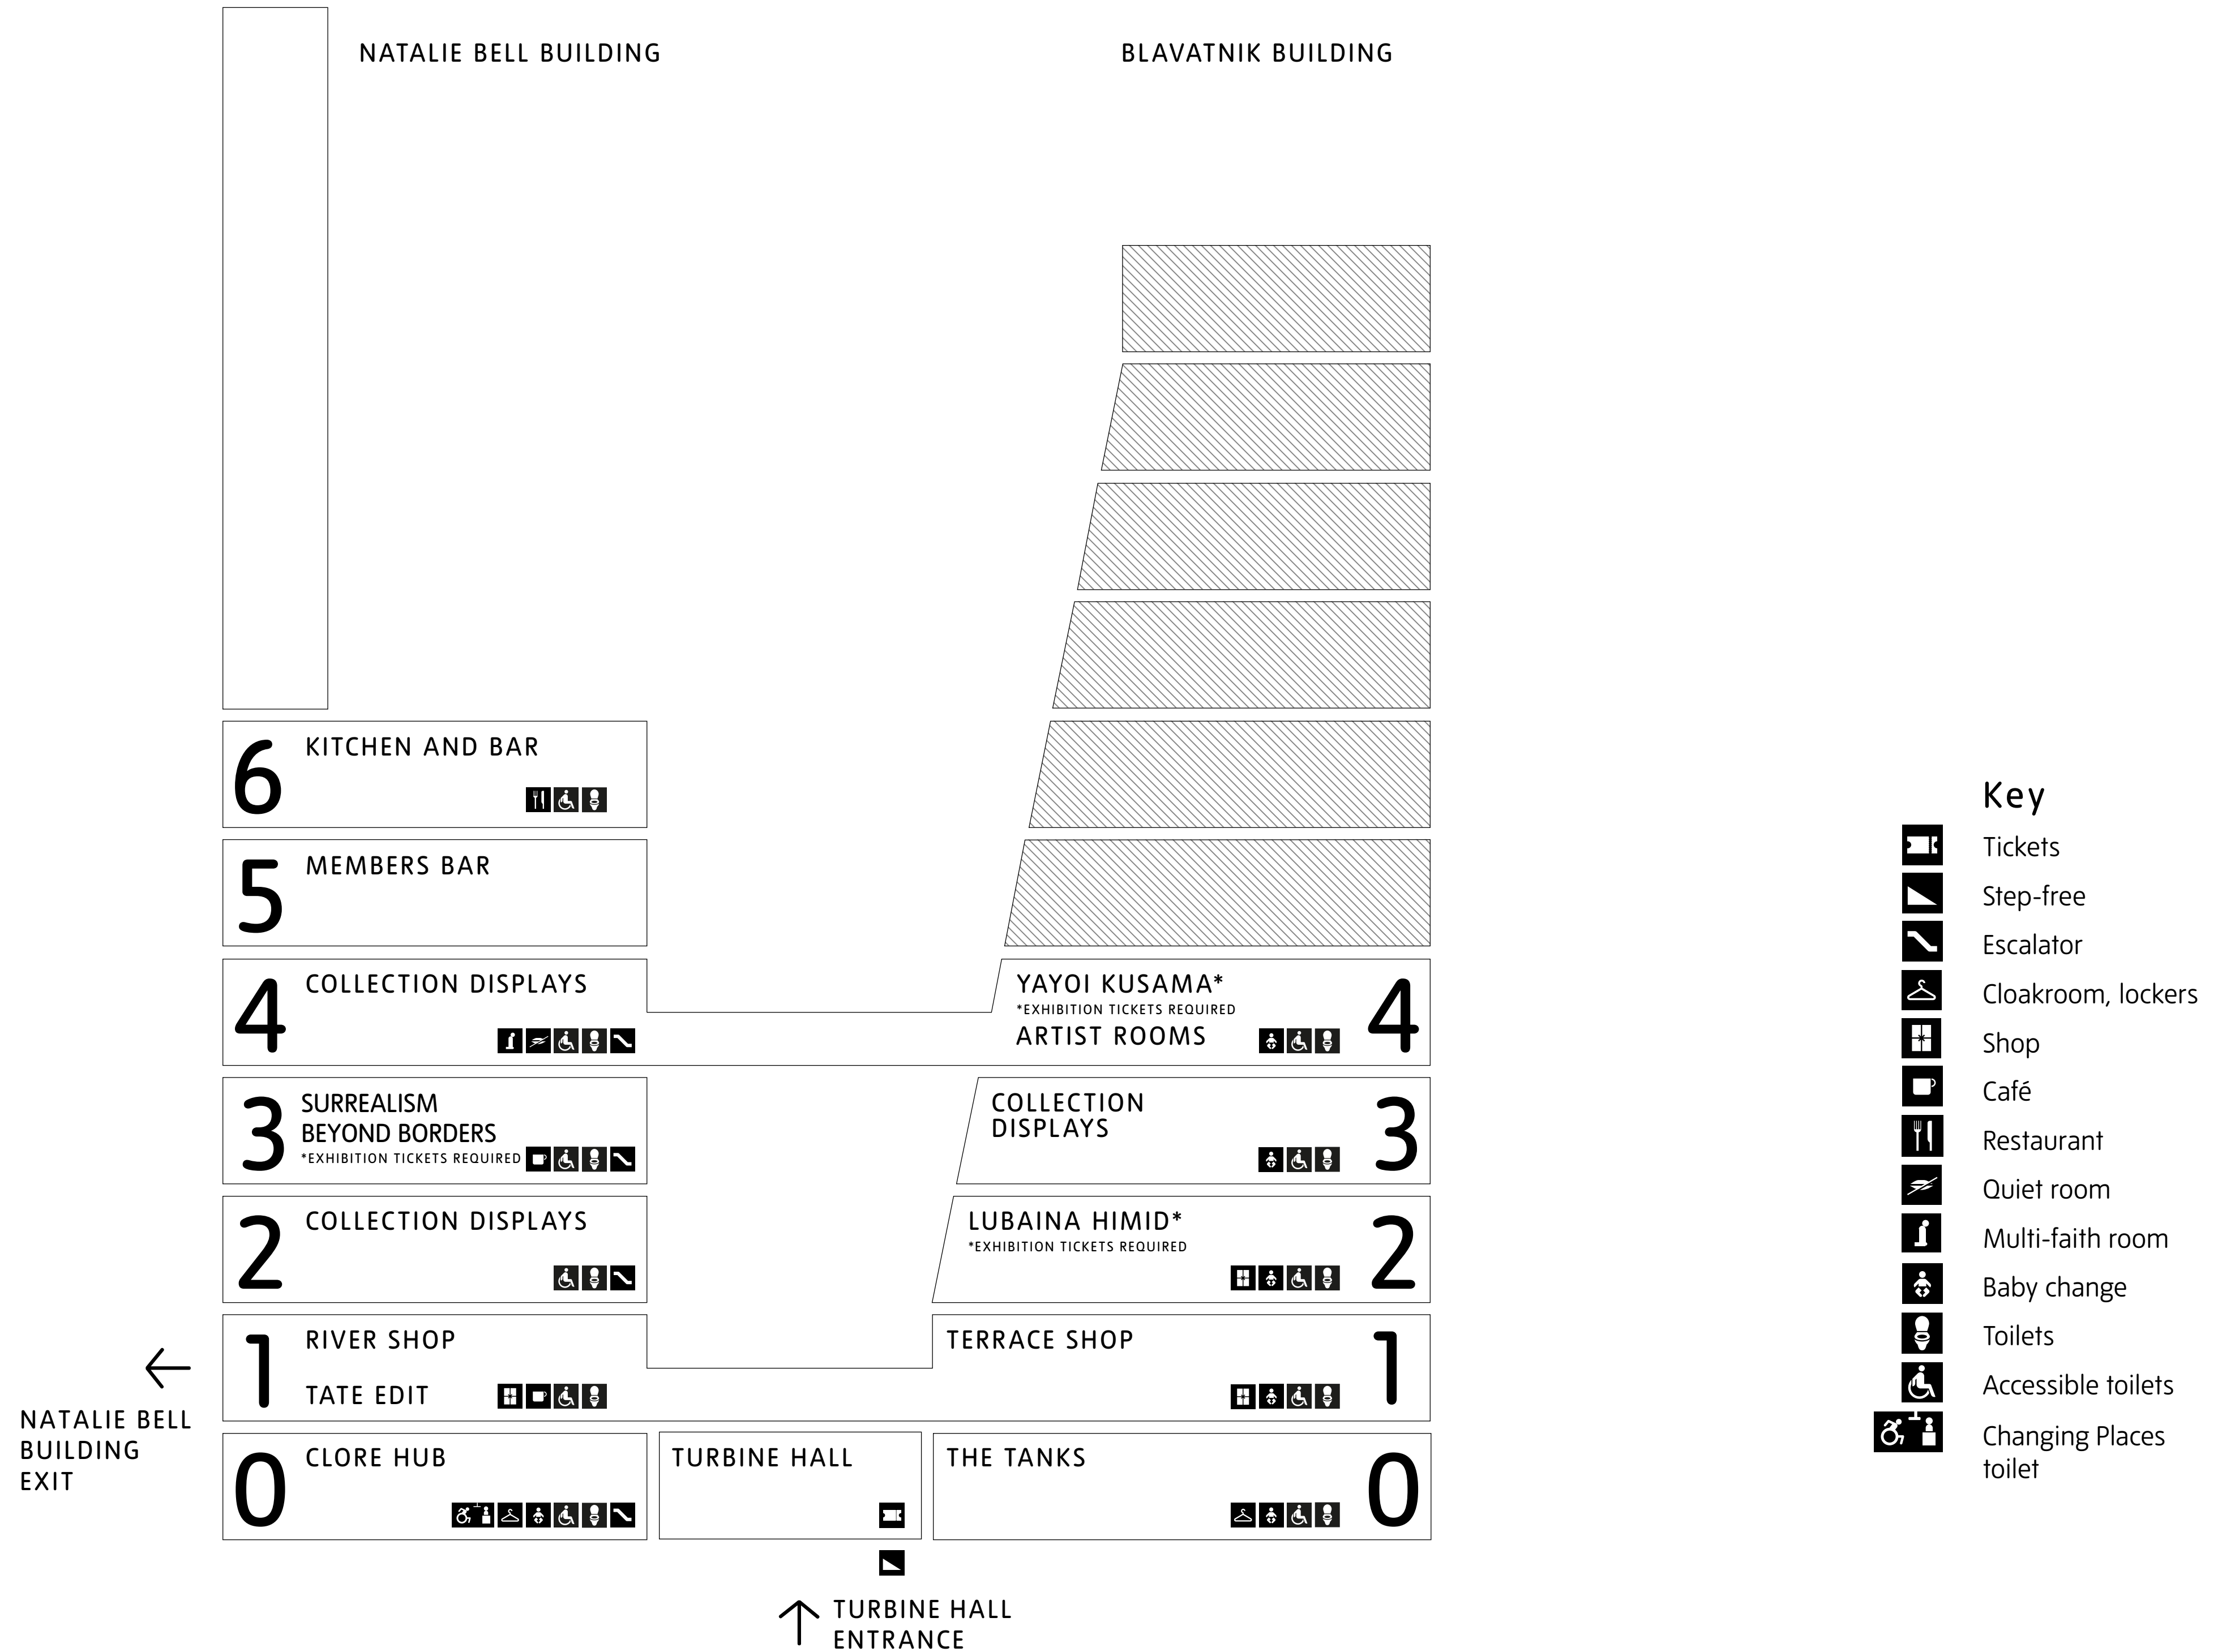 NATALIE BELL BUILDING
BLAVATNIK BUILDING
6
KITCHEN AND BAR
5
MEMBERS BAR
4
COLLECTION DISPLAYS
YAYOI KUSAMA*
*EXHIBITION TICKETS REQUIRED
ARTIST ROOMS
4
3
SURREALISM
BEYOND BORDERS
*EXHIBITION TICKETS REQUIRED
COLLECTION
DISPLAYS
3
2
COLLECTION DISPLAYS
LUBAINA HIMID*
*EXHIBITION TICKETS REQUIRED
2
1
RIVER SHOP
TATE EDIT
TERRACE SHOP
1
NATALIE BELL
BUILDING
EXIT
0
CLORE HUB
TURBINE HALL
THE TANKS
0
TURBINE HALL
ENTRANCE
Key
Tickets
Step-free
Escalator
Cloakroom, lockers
Shop
Café
Restaurant
Quiet room
Multi-faith room
Baby change
Toilets
Accessible toilets
Changing Places
toilet